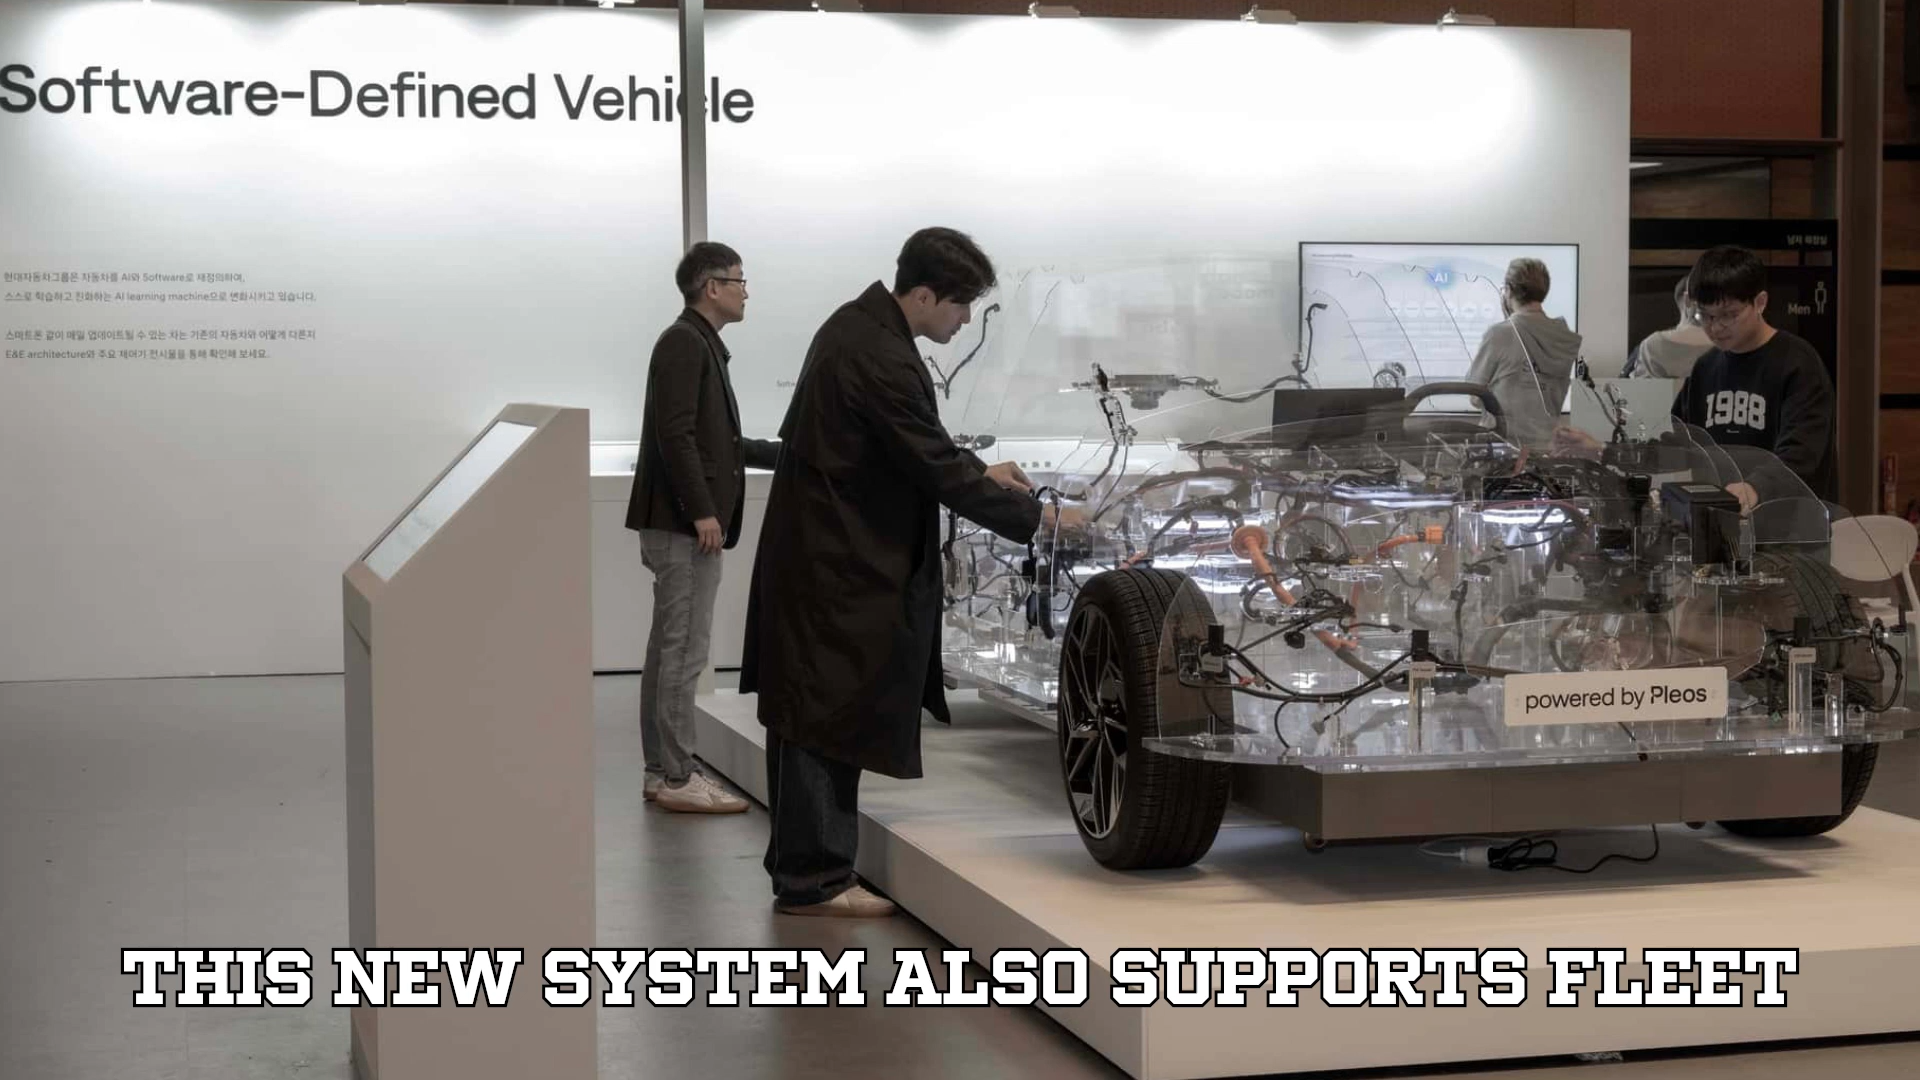 Software-Defined Vehicle
현대자동차그룹은 자동차를 AI와 Software로 재정의하여,
스스로 학습하고 진화하는 AI learning machine으로 변화시키고 있습니다.
스마트폰 같이 매일 업데이트될 수 있는 차는 기존의 자동차와 어떻게 다른지
E&E architecture와 주요 제어기 전시물을 통해 확인해 보세요.
AI
남자 화장실
Men
1988
powered by Pleos
THIS NEW SYSTEM ALSO SUPPORTS FLEET